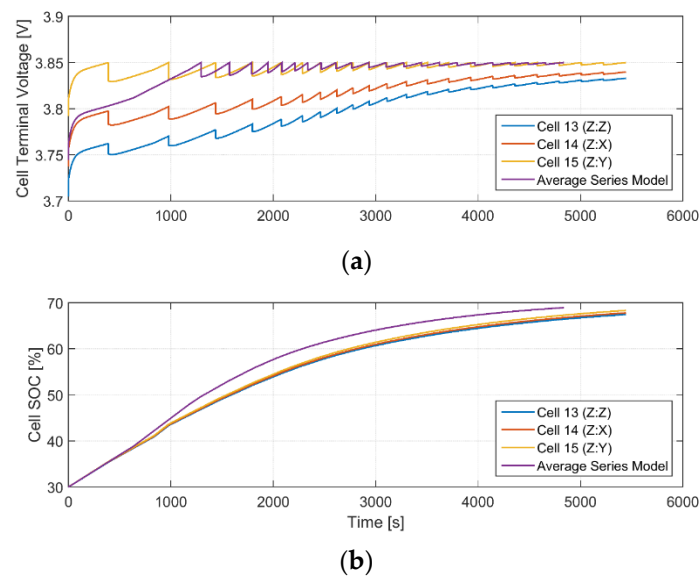 Cell Terminal Voltage [V]
3.9
3.85
3.8
3.75
3.7
0
1000
2000
3000
4000
5000
6000
Cell 13 (Z:Z)
Cell 14 (Z:X)
Cell 15 (Z:Y)
Average Series Model
(a)
Cell SOC [%]
70
60
50
40
30
0
1000
2000
3000
4000
5000
6000
Cell 13 (Z:Z)
Cell 14 (Z:X)
Cell 15 (Z:Y)
Average Series Model
Time [s]
(b)